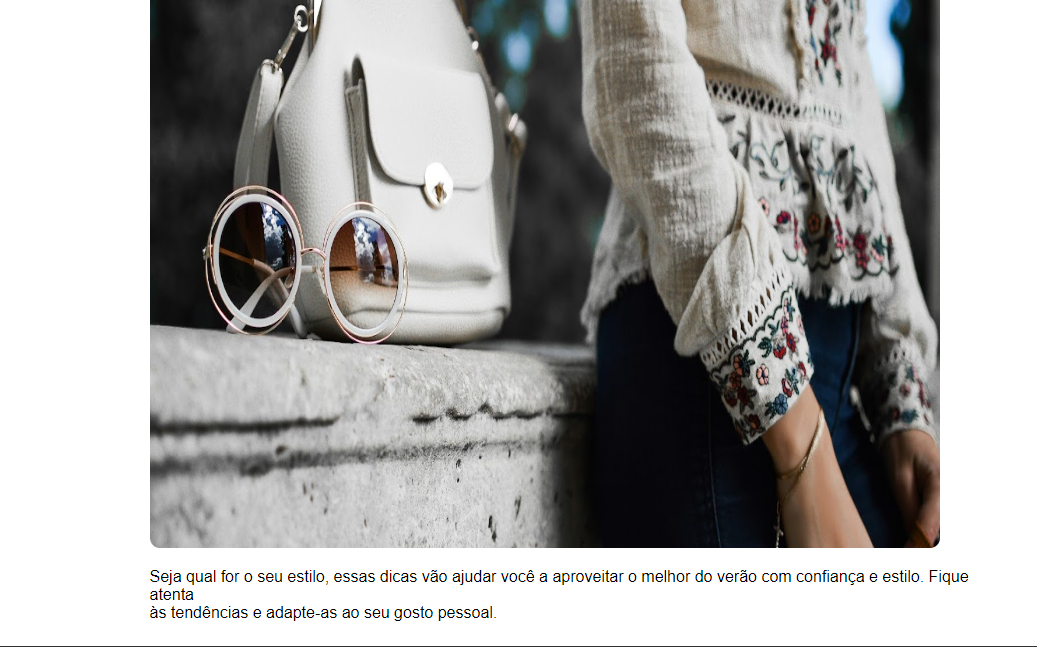 Seja qual for o seu estilo, essas dicas vão ajudar você a aproveitar o melhor do verão com confiança e estilo. Fique
atenta
às tendências e adapte-as ao seu gosto pessoal.